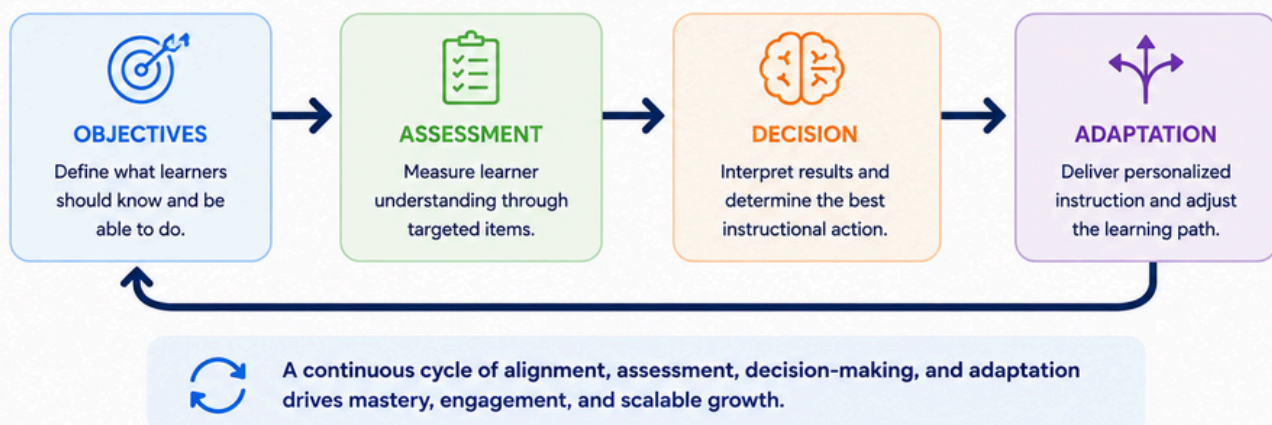 OBJECTIVES
Define what learners
should know and be
able to do.
ASSESSMENT
Measure learner
understanding through
targeted items.
DECISION
Interpret results and
determine the best
instructional action.
ADAPTATION
Deliver personalized
instruction and adjust
the learning path.
A continuous cycle of alignment, assessment, decision-making, and adaptation
drives mastery, engagement, and scalable growth.